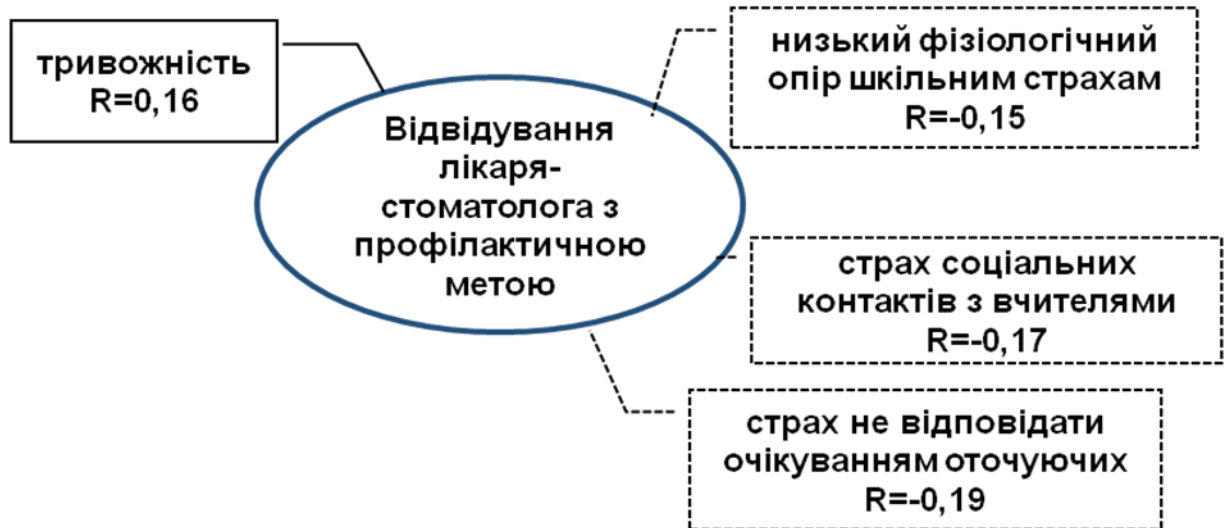 тривожність
R=0,16
Відвідування
лікаря-
стоматолога з
профілактичною
метою
низький фізіологічний
опір шкільним страхам
R=-0,15
страх соціальних
контактів з вчителями
R=-0,17
страх не відповідати
очікуванням оточуючих
R=-0,19